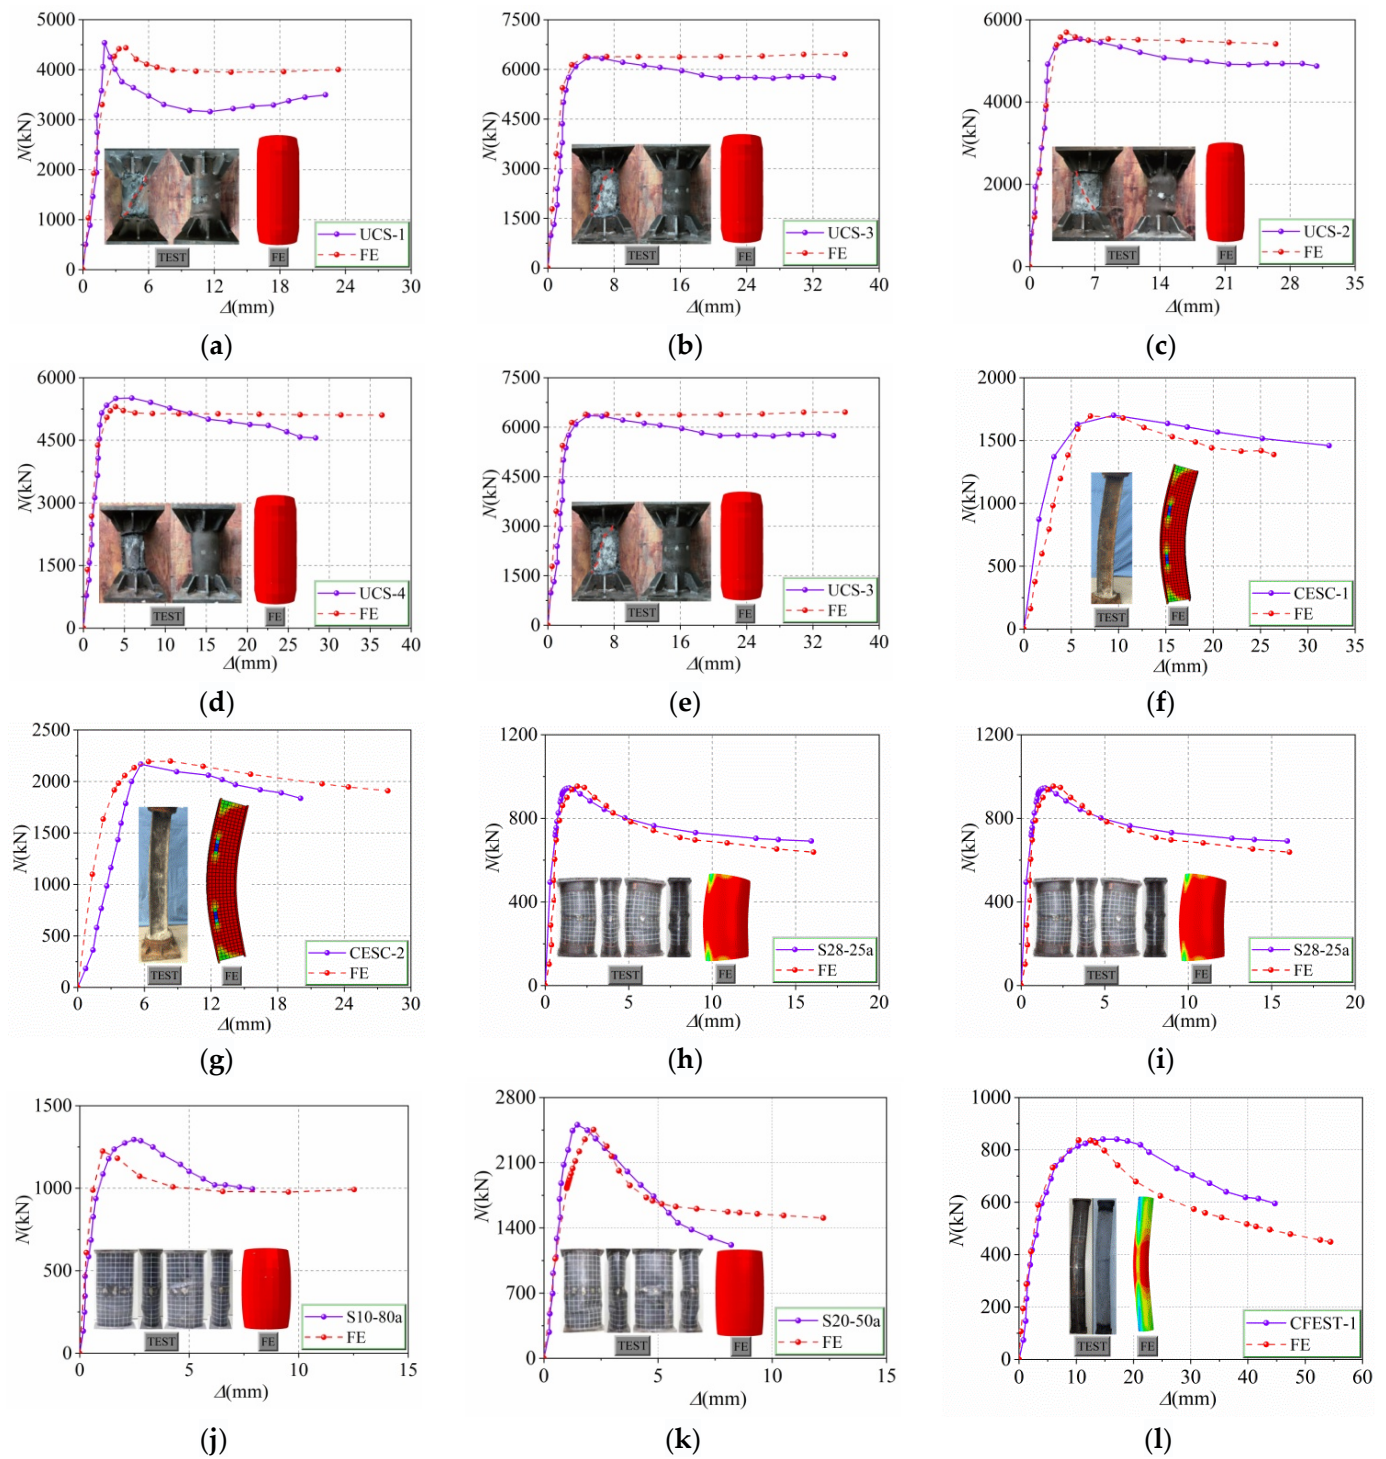 5000
4000
3000
2000
1000
0
N(kN)
TEST
FE
UCS-1
FE
0 6 12 18 24 30
Δ(mm)
(a)
7500
6000
4500
3000
1500
0
N(kN)
TEST
FE
UCS-3
FE
0 8 16 24 32 40
Δ(mm)
(b)
6000
4000
2000
0
N(kN)
TEST
FE
UCS-2
FE
0 7 14 21 28 35
Δ(mm)
(c)
6000
4500
3000
1500
0
N(kN)
TEST
FE
UCS-4
FE
0 5 10 15 20 25 30 35 40
Δ(mm)
(d)
7500
6000
4500
3000
1500
0
N(kN)
TEST
FE
UCS-3
FE
0 8 16 24 32 40
Δ(mm)
(e)
2000
1500
1000
500
0
N(kN)
TEST
FE
CESC-1
FE
0 5 10 15 20 25 30 35
Δ(mm)
(f)
2500
2000
1500
1000
500
0
N(kN)
TEST
FE
CESC-2
FE
0 6 12 18 24 30
Δ(mm)
(g)
1200
800
400
0
N(kN)
TEST
FE
S28-25a
FE
0 5 10 15 20
Δ(mm)
(h)
1200
800
400
0
N(kN)
TEST
FE
S28-25a
FE
0 5 10 15 20
Δ(mm)
(i)
1500
1000
500
0
N(kN)
TEST
FE
S10-80a
FE
0 5 10 15
Δ(mm)
(j)
2800
2100
1400
700
0
N(kN)
TEST
FE
S20-50a
FE
0 5 10 15
Δ(mm)
(k)
1000
800
600
400
200
0
N(kN)
TEST
FE
CFEST-1
FE
0 10 20 30 40 50 60
Δ(mm)
(l)